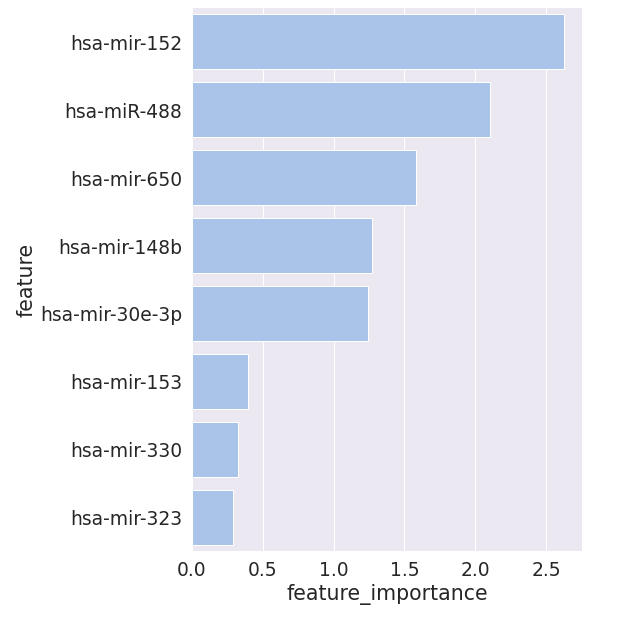 hsa-mir-152
hsa-miR-488
hsa-mir-650
hsa-mir-148b
hsa-mir-30e-3p
hsa-mir-153
hsa-mir-330
hsa-mir-323
feature
0.0 0.5 1.0 1.5 2.0 2.5
feature_importance